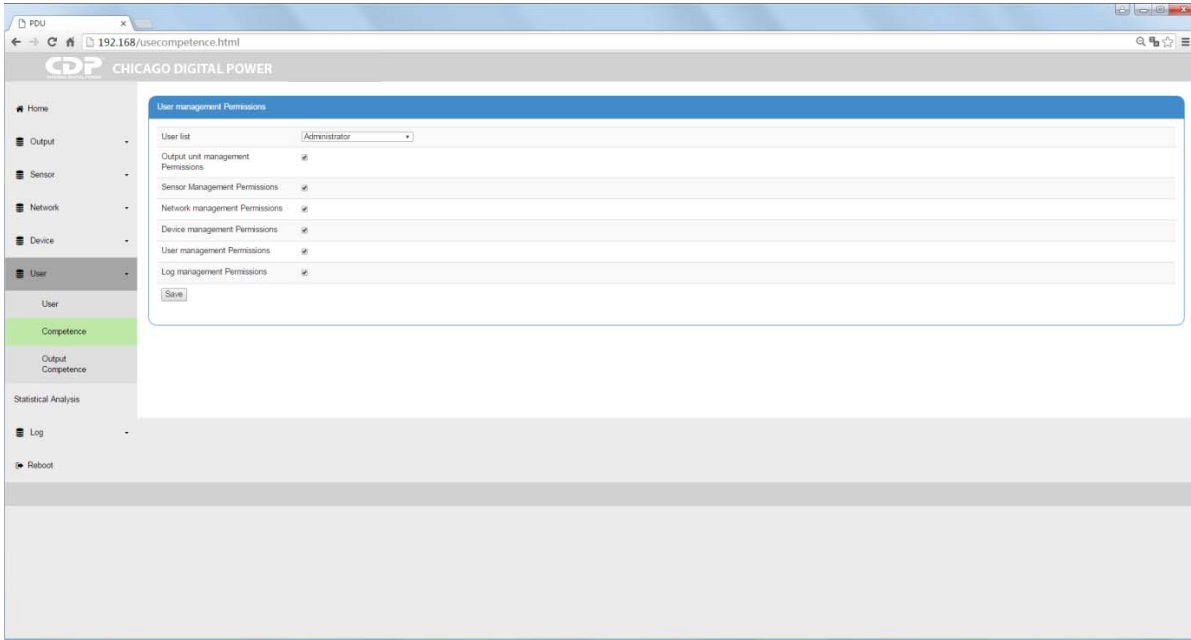 PDU
192.168/usecompetence.html
CDP CHICAGO DIGITAL POWER
Home
Output
Sensor
Network
Device
User
User
Competence
Output
Competence
Statistical Analysis
Log
Reboot
User management Permissions
User list Administrator
Output unit management
Permissions
Sensor Management Permissions
Network management Permissions
Device management Permissions
User management Permissions
Log management Permissions
Save